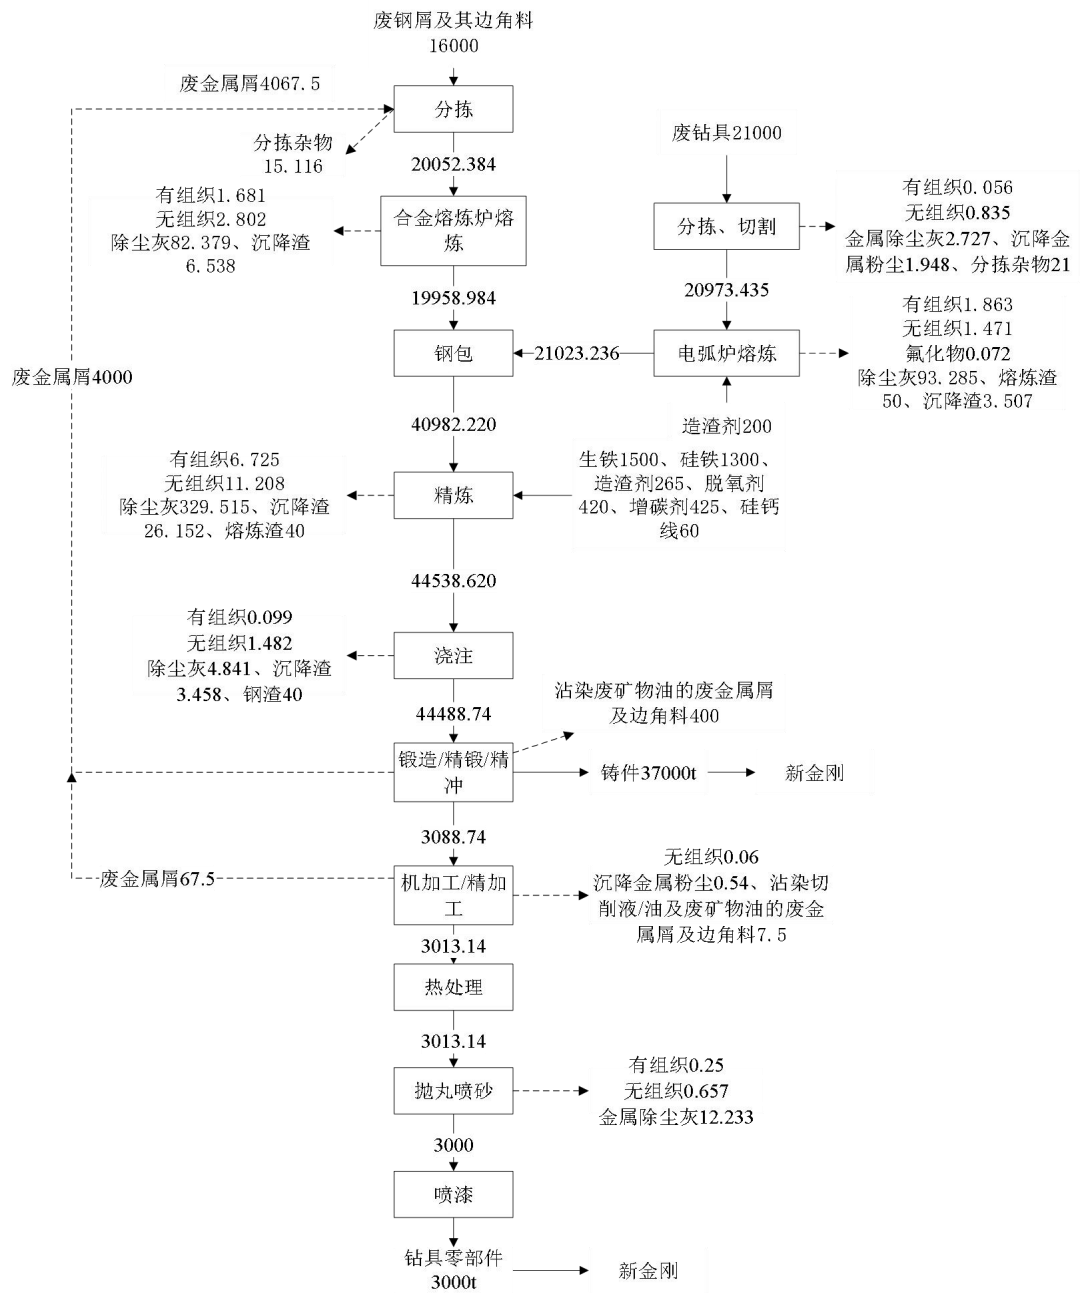 废钢屑及其边角料
16000
废金属屑4067.5
分拣
分拣杂物
15.116
20052.384
废钻具21000
有组织1.681
无组织2.802
除尘灰82.379、沉降渣
6.538
合金熔炼炉熔
炼
分拣、切割
有组织0.056
无组织0.835
金属除尘灰2.727、沉降金
属粉尘1.948、分拣杂物21
19958.984
20973.435
钢包
21023.236
电弧炉熔炼
有组织1.863
无组织1.471
氟化物0.072
除尘灰93.285、熔炼渣
50、沉降渣3.507
废金属屑4000
40982.220
造渣剂200
有组织6.725
无组织11.208
除尘灰329.515、沉降渣
26.152、熔炼渣40
精炼
生铁1500、硅铁1300、
造渣剂265、脱氧剂
420、增碳剂425、硅钙
线60
44538.620
有组织0.099
无组织1.482
除尘灰4.841、沉降渣
3.458、钢渣40
浇注
44488.74
沾染废矿物油的废金属屑
及边角料400
锻造/精锻/精
冲
铸件37000t
新金刚
3088.74
废金属屑67.5
机加工/精加
工
无组织0.06
沉降金属粉尘0.54、沾染切
削液/油及废矿物油的废金
属屑及边角料7.5
3013.14
热处理
3013.14
抛丸喷砂
有组织0.25
无组织0.657
金属除尘灰12.233
3000
喷漆
钻具零部件
3000t
新金刚